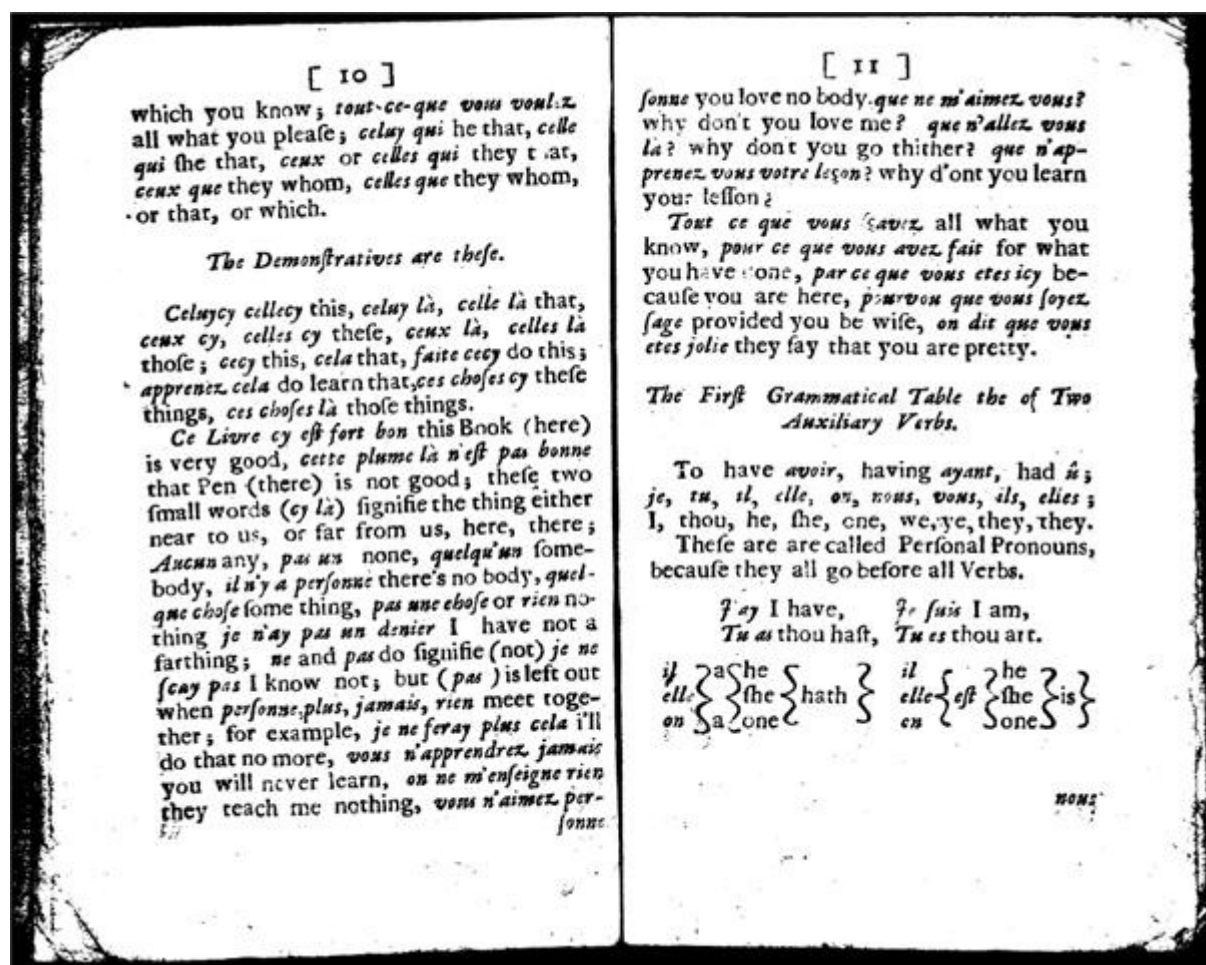 [ 10 ]
which you know; tout-ce-que vous voulez
all what you pleaſe; celuy qui he that, celle
qui ſhe that, ceux or celles qui they that,
ceux que they whom, celles que they whom,
or that, or which.
The Demonſtratives are theſe.
Celuycy cellecy this, celuy là, celle là that,
ceux cy, celles cy theſe, ceux là, celles là
thoſe; cecy this, cela that, faite cecy do this;
apprenez cela do learn that, ces choſes cy theſe
things, ces choſes là thoſe things.
Ce Livre cy eſt fort bon this Book (here)
is very good, cette plume là n'eſt pas bonne
that Pen (there) is not good; theſe two
ſmall words (cy là) ſignifie the thing either
near to us, or far from us, here, there;
Aucun any, pas un none, quelqu'un ſome-
body, il n'y a perſonne there's no body, quel-
que choſe ſome thing, pas une choſe or rien no-
thing je n'ay pas un denier I have not a
farthing; ne and pas do ſignifie (not) je ne
ſcay pas I know not; but (pas) is left out
when perſonne, plus, jamais, rien meet toge-
ther; for example, je ne feray plus cela i'll
do that no more, vous n'apprendrez jamais
you will never learn, on ne m'enſeigne rien
they teach me nothing, vous n'aimez per-
ſonne
[ 11 ]
ſonne you love no body. que ne m'aimez vous?
why don't you love me? que n'allez vous
là? why dont you go thither? que n'ap-
prenez vous votre leçon? why d'ont you learn
your leſſon?
Tout ce que vous ſçavez all what you
know, pour ce que vous avez fait for what
you have done, par ce que vous etes icy be-
cauſe you are here, pourvou que vous ſoyez
ſage provided you be wiſe, on dit que vous
etes jolie they ſay that you are pretty.
The Firſt Grammatical Table the of Two
Auxiliary Verbs.
To have avoir, having ayant, had û;
je, tu, il, elle, on, nous, vous, ils, elles;
I, thou, he, ſhe, one, we, ye, they, they.
Theſe are are called Perſonal Pronouns,
becauſe they all go before all Verbs.
J'ay I have, Je ſuis I am,
Tu as thou haſt, Tu es thou art.
il } a { he il { } he
elle } { ſhe } hath } elle { eſt } ſhe } is }
on } a { one en { } one
nous